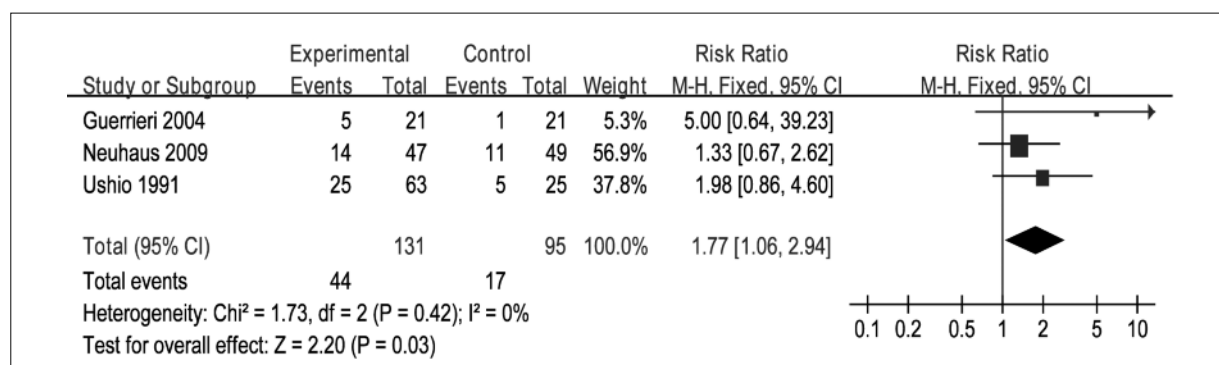 Experimental Control Risk Ratio Risk Ratio
Study or Subgroup Events Total Events Total Weight M-H, Fixed, 95% CI M-H, Fixed, 95% CI
Guerrieri 2004 5 21 1 21 5.3% 5.00 [0.64, 39.23]
Neuhaus 2009 14 47 11 49 56.9% 1.33 [0.67, 2.62]
Ushio 1991 25 63 5 25 37.8% 1.98 [0.86, 4.60]
Total (95% CI) 131 95 100.0% 1.77 [1.06, 2.94]
Total events 44 17
Heterogeneity: Chi² = 1.73, df = 2 (P = 0.42); I² = 0%
Test for overall effect: Z = 2.20 (P = 0.03)
0.1 0.2 0.5 1 2 5 10